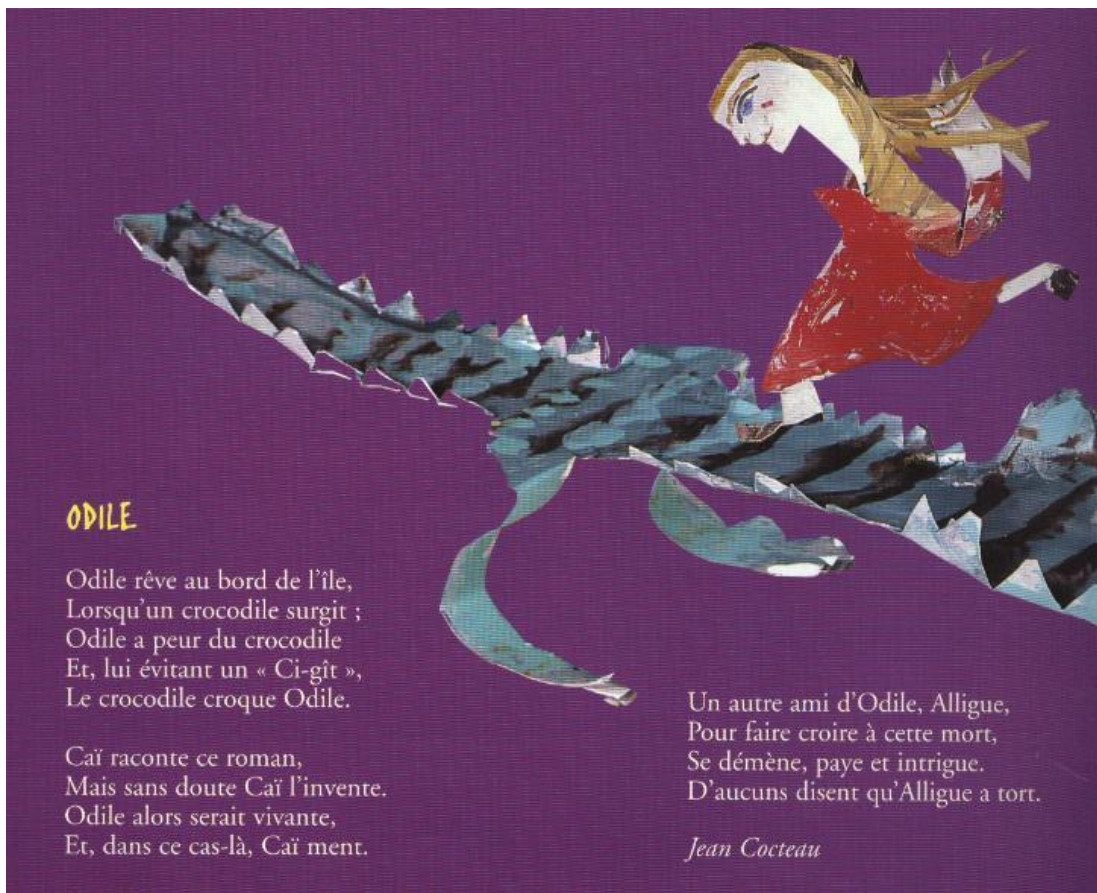 ODILE
Odile rêve au bord de l'île,
Lorsqu'un crocodile surgit ;
Odile a peur du crocodile
Et, lui évitant un « Ci-gît »,
Le crocodile croque Odile.
Caï raconte ce roman,
Mais sans doute Caï l'invente.
Odile alors serait vivante,
Et, dans ce cas-là, Caï ment.
Un autre ami d'Odile, Alligue,
Pour faire croire à cette mort,
Se démène, paye et intrigue.
D'aucuns disent qu'Alligue a tort.
Jean Cocteau